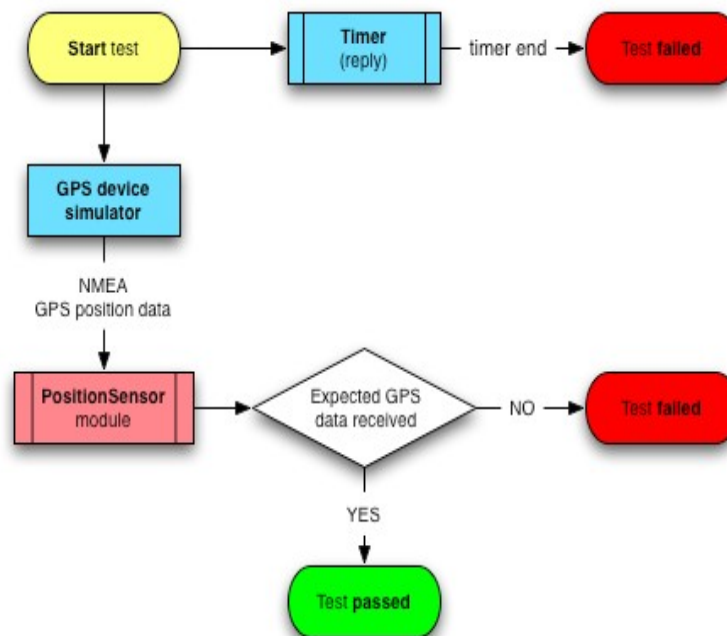 Start test
Timer
(reply)
timer end
Test failed
GPS device
simulator
NMEA
GPS position data
PositionSensor
module
Expected GPS
data received
NO
Test failed
YES
Test passed